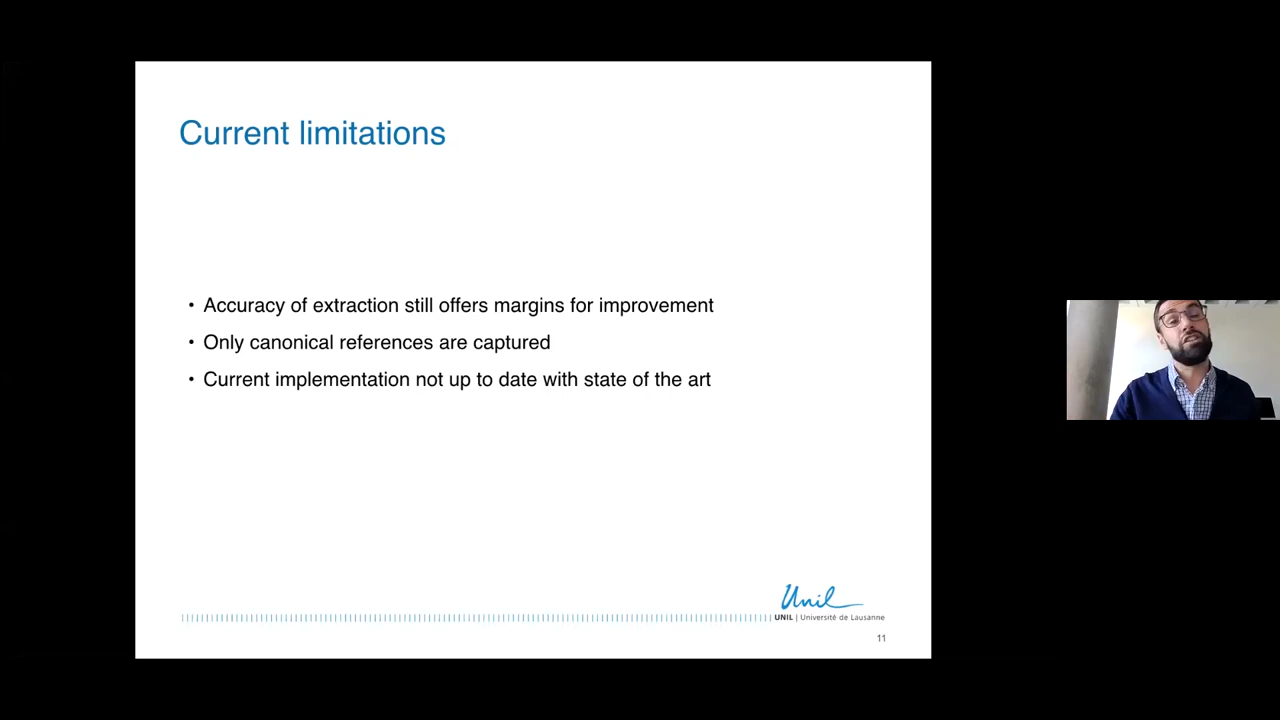 Current limitations
• Accuracy of extraction still offers margins for improvement
• Only canonical references are captured
• Current implementation not up to date with state of the art
Unil
UNIL | Université de Lausanne
11